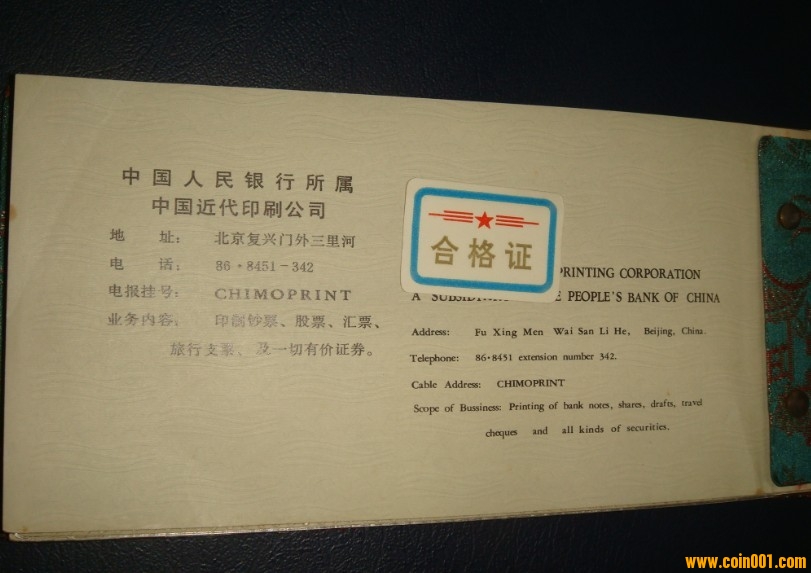 中国人民银行所属
中国近代印刷公司
地 址： 北京复兴门外三里河
电 话： 86·8451-342
电报挂号： CHIMOPRINT
业务内容： 印制钞票、股票、汇票、
旅行支票、及一切有价证券。
合格证
PRINTING CORPORATION
A PEOPLE'S BANK OF CHINA
Address: Fu Xing Men Wai San Li He, Beijing, China.
Telephone: 86·8451 extension number 342.
Cable Address: CHIMOPRINT
Scope of Bussiness: Printing of bank notes, shares, drafts, travel
cheques and all kinds of securities.
www.coin001.com